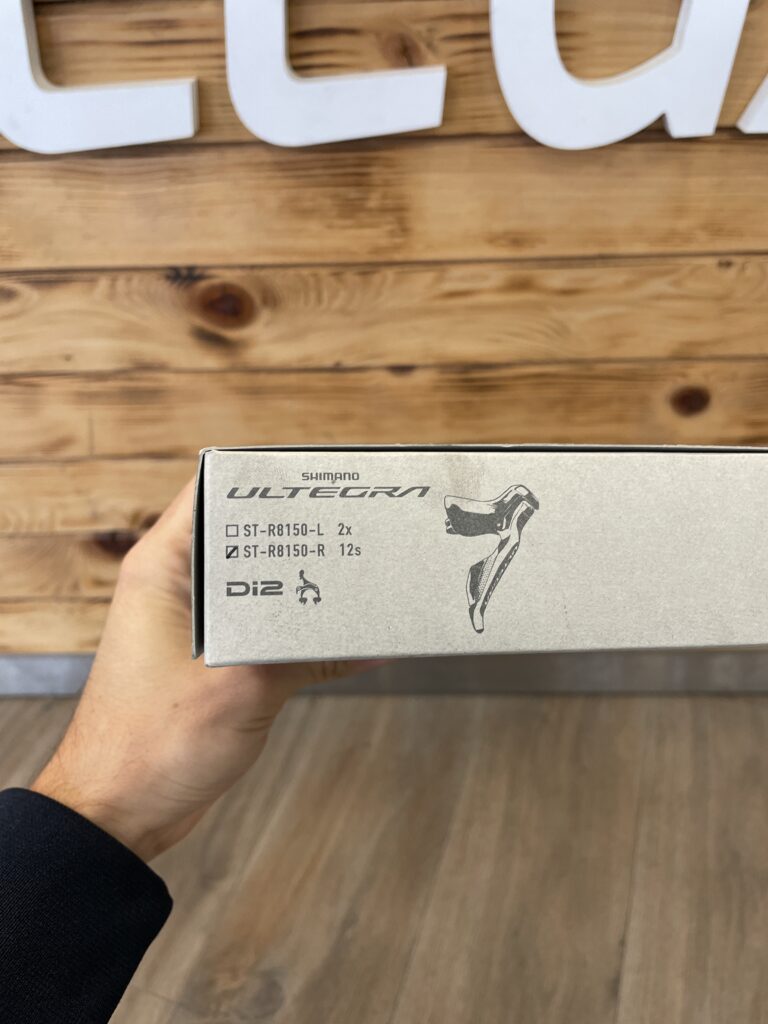 SHIMANO
ULTEGRA
ST-R8150-L 2x
ST-R8150-R 12s
Di2